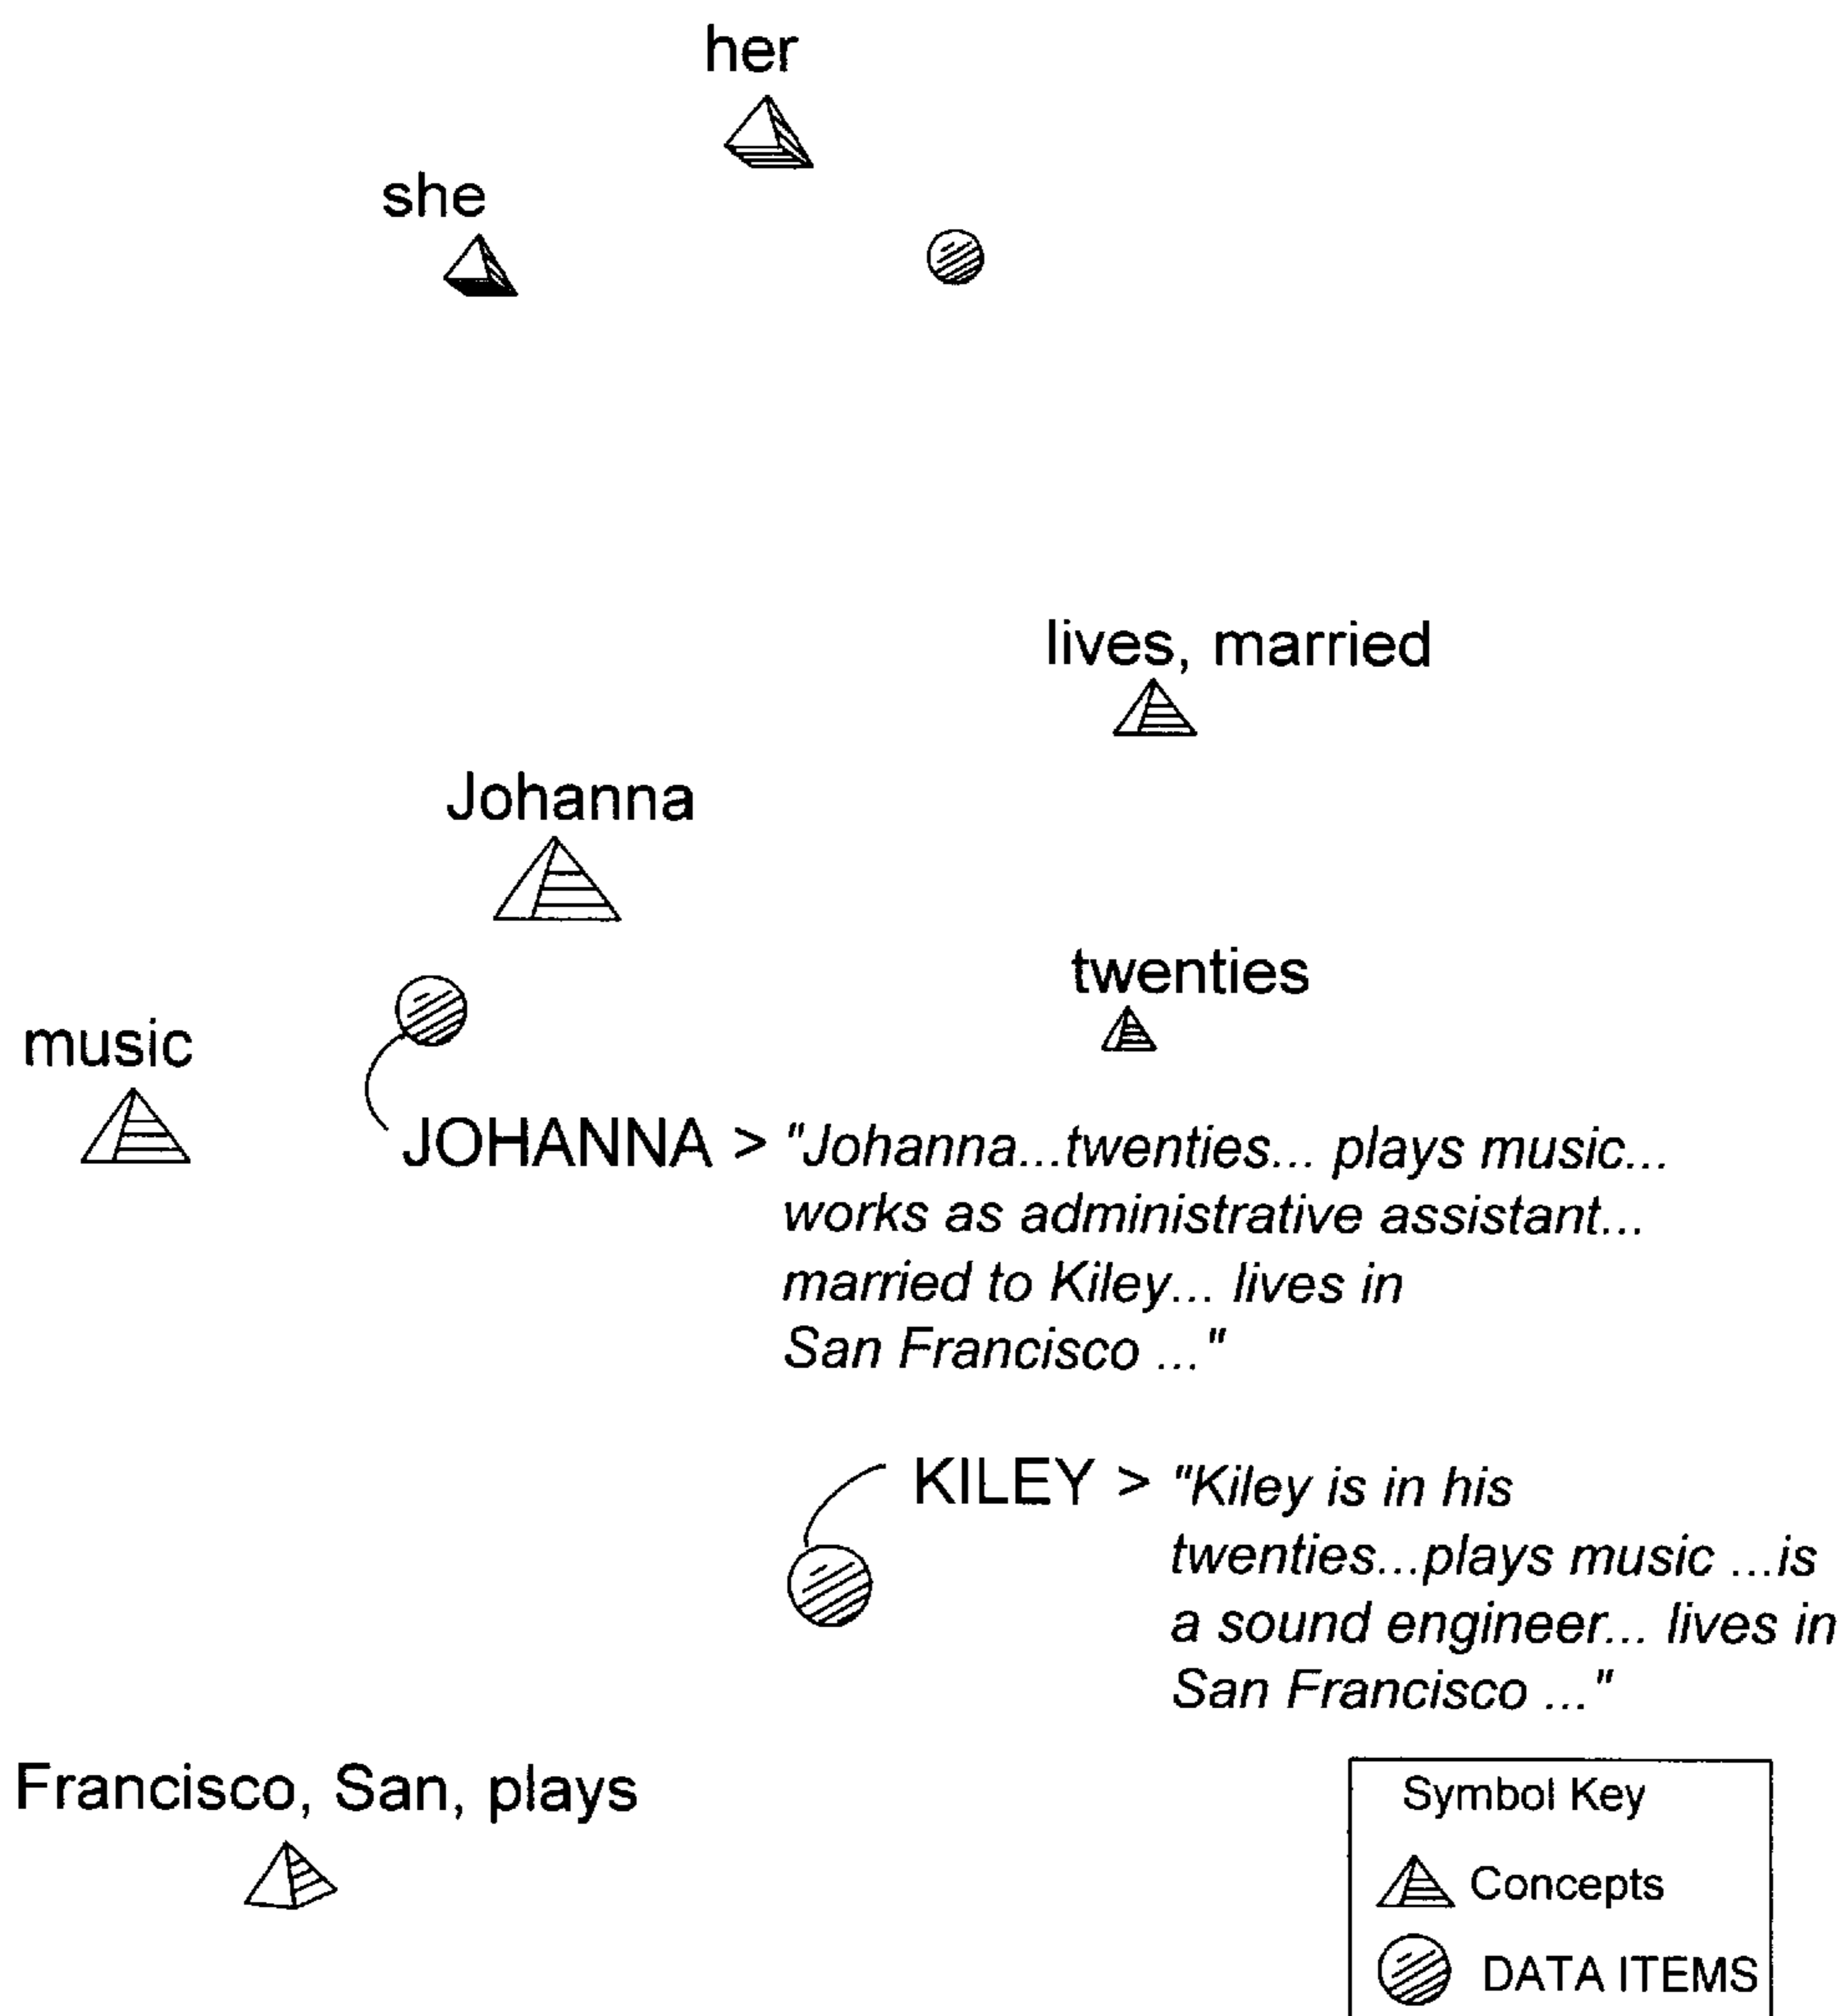 her
she
lives, married
Johanna
twenties
music
JOHANNA > "Johanna...twenties... plays music...
works as administrative assistant...
married to Kiley... lives in
San Francisco ..."
KILEY > "Kiley is in his
twenties...plays music ...is
a sound engineer... lives in
San Francisco ..."
Francisco, San, plays
Symbol Key
Concepts
DATA ITEMS